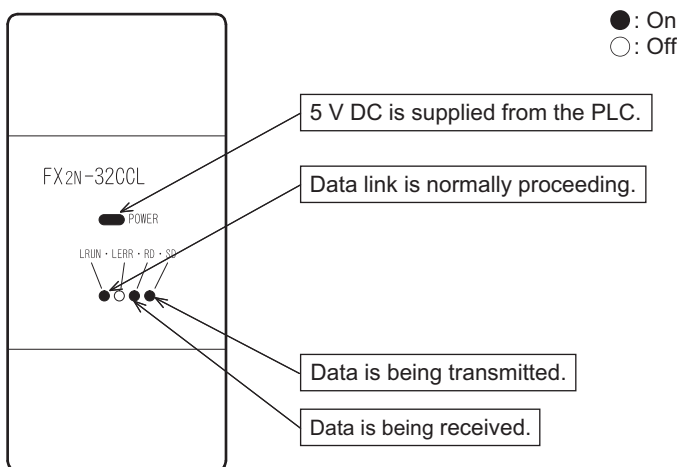 ●: On
○: Off
5 V DC is supplied from the PLC.
FX2N-32CCL
Data link is normally proceeding.
POWER
LRUN・LERR・RD・SD
Data is being transmitted.
Data is being received.